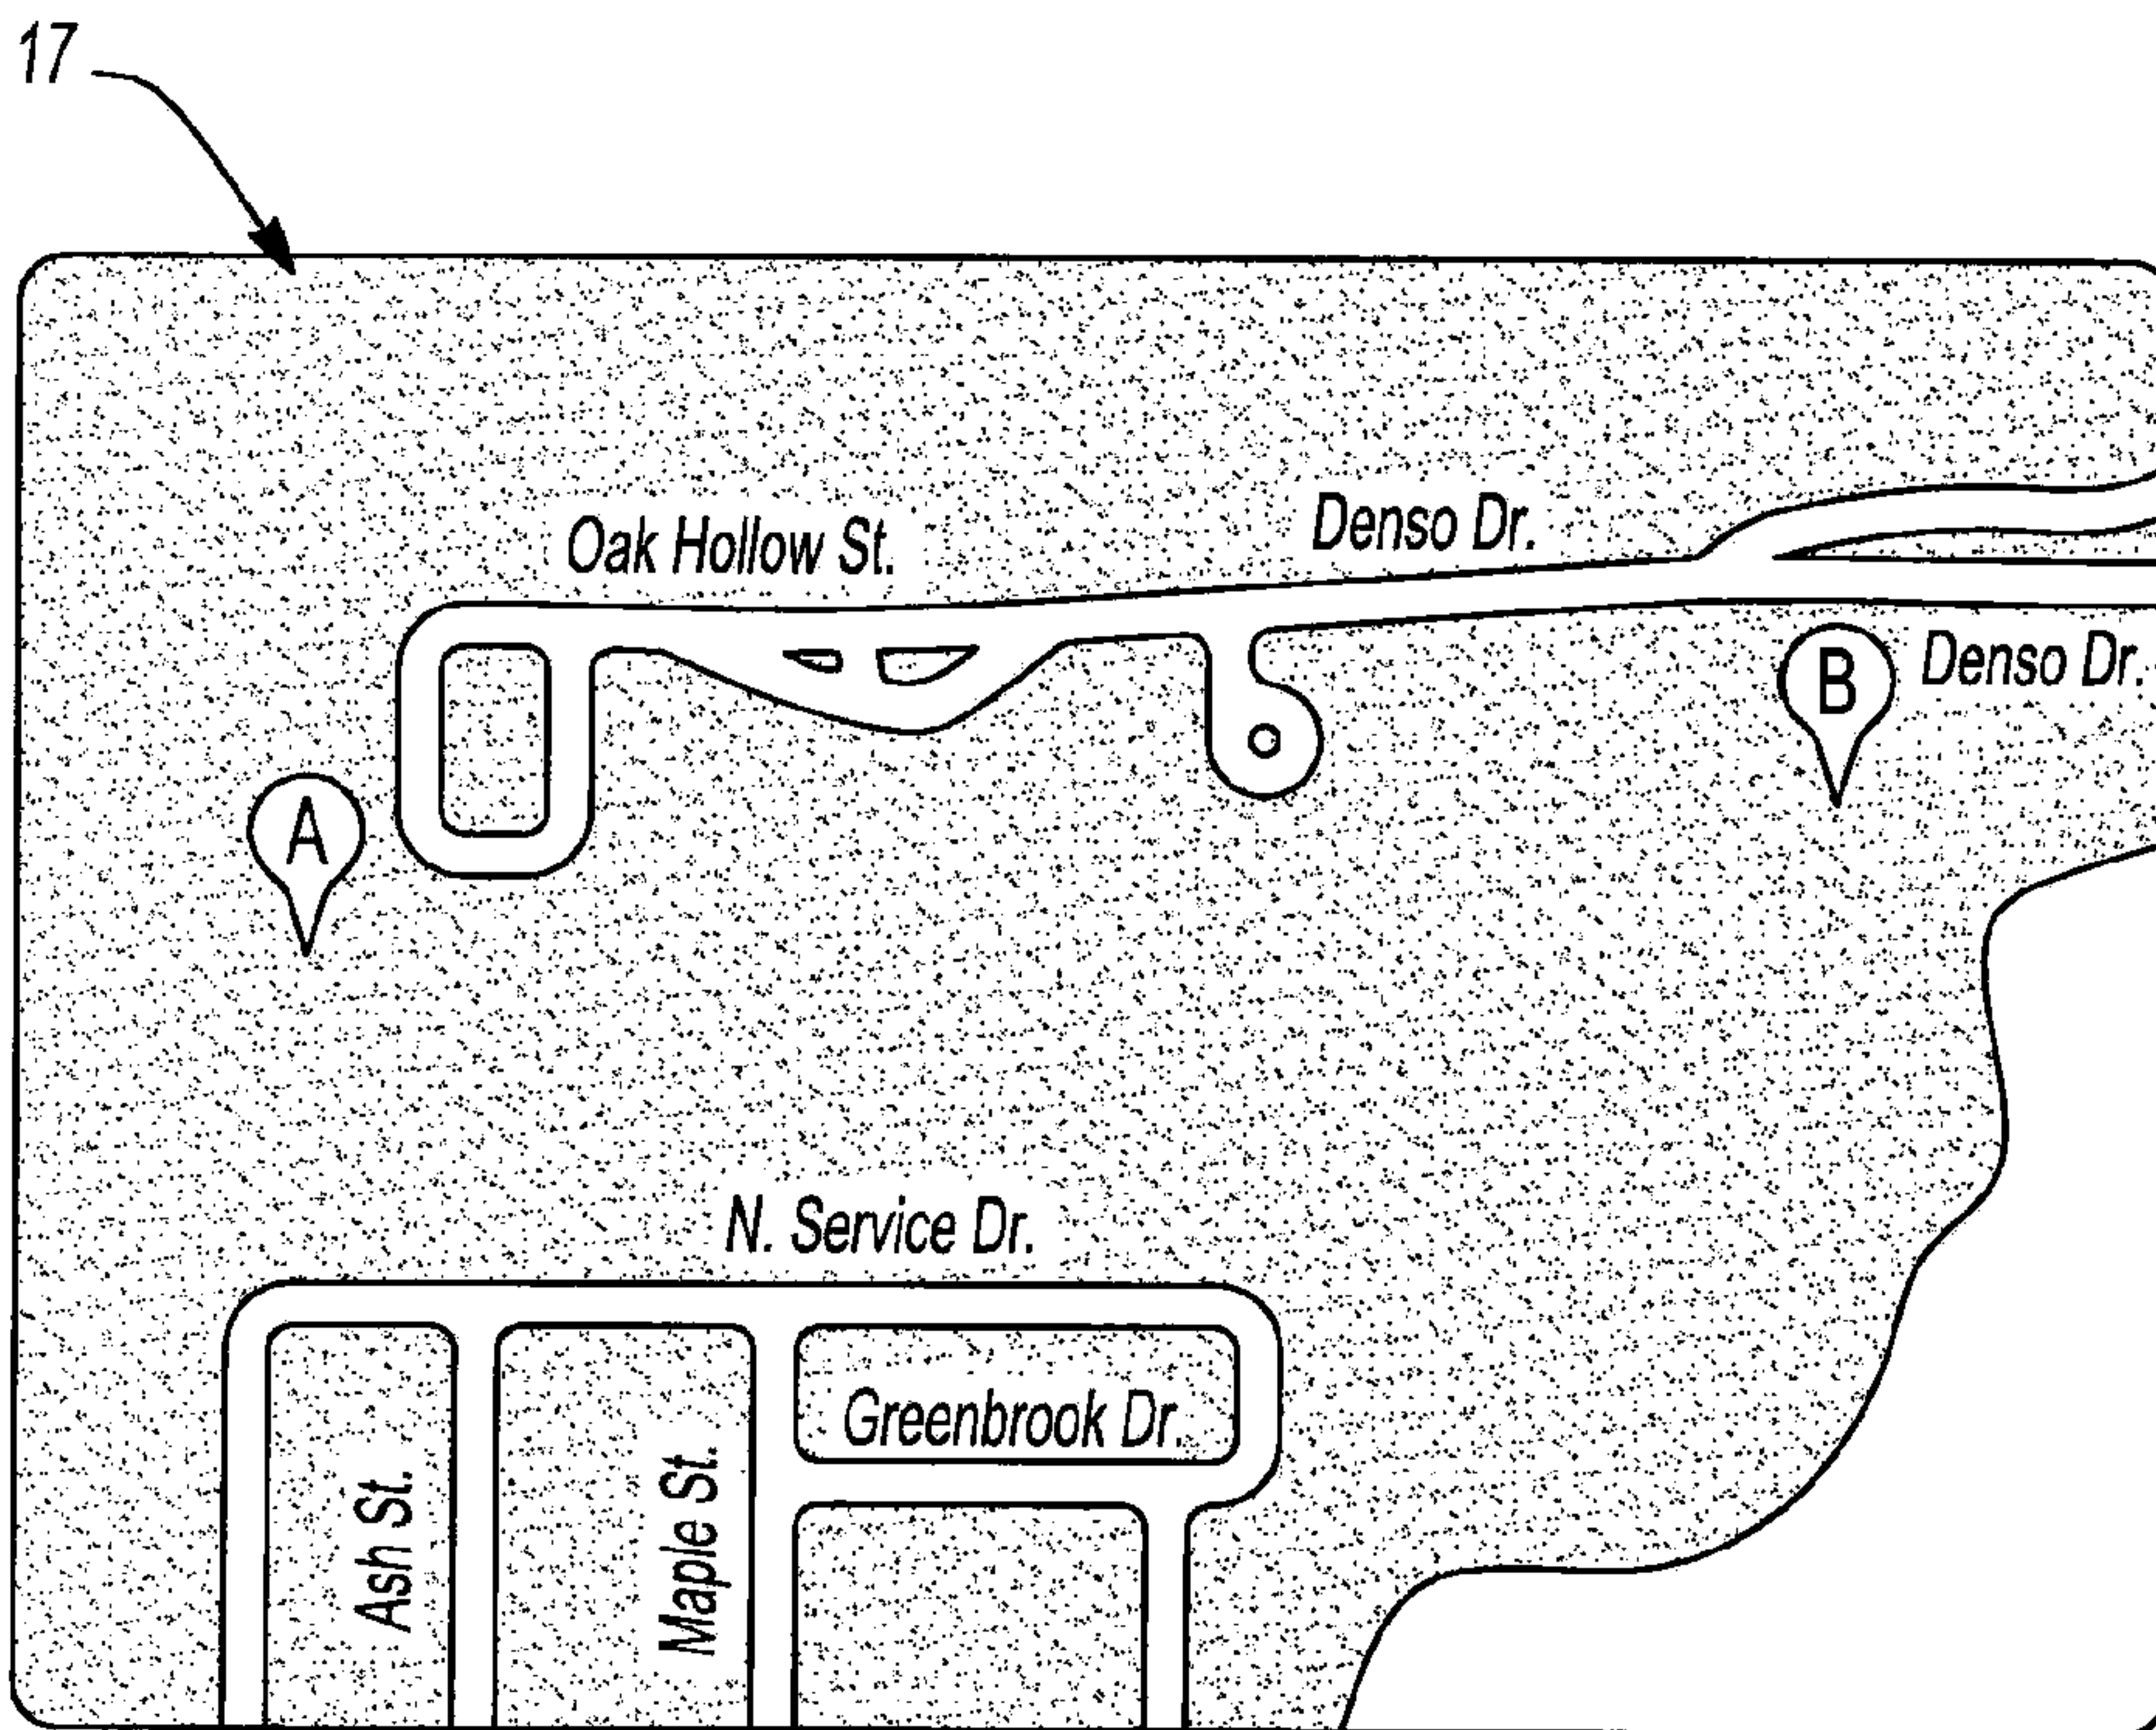 17
Oak Hollow St.
Denso Dr.
B
Denso Dr.
A
N. Service Dr.
Greenbrook Dr.
Ash St.
Maple St.